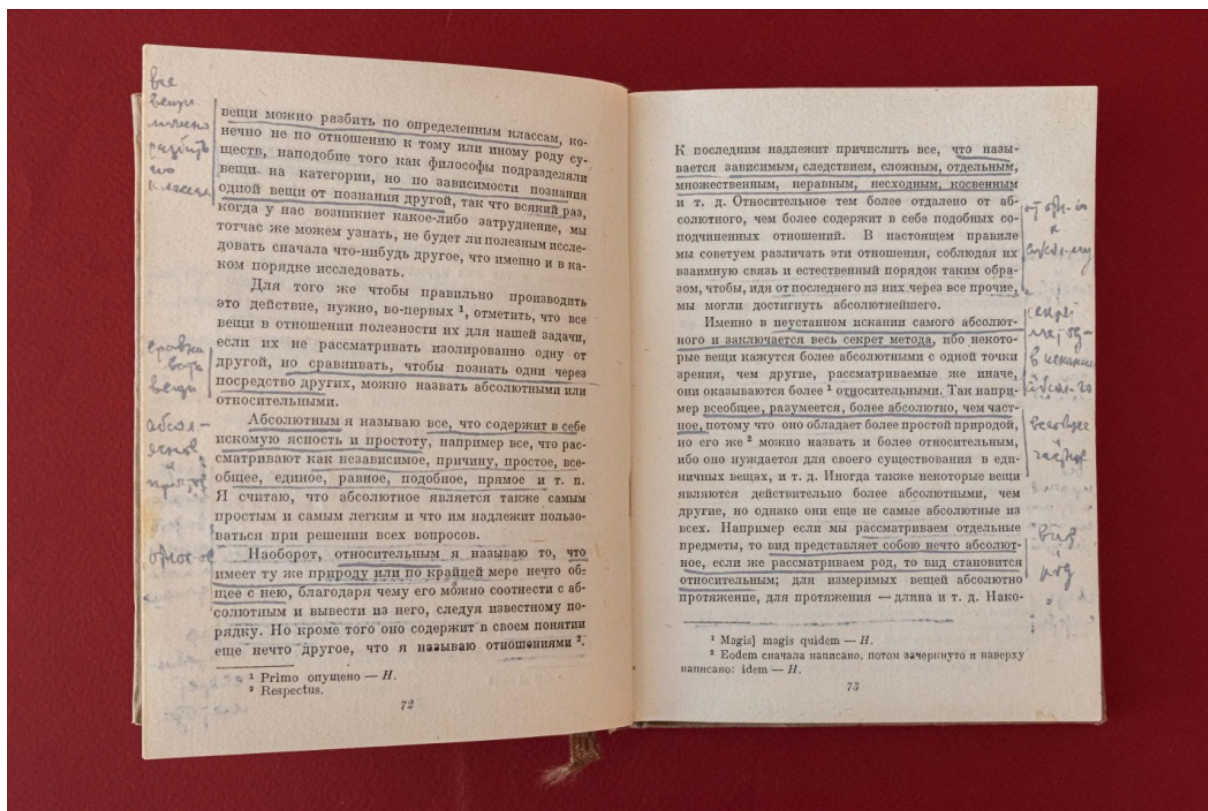 все
вещи
можно
разбить
по
классам
вещи можно разбить по определенным классам, ко-
нечно не по отношению к тому или иному роду су-
ществ, наподобие того как философы подразделяли
вещи на категории, но по зависимости познания
одной вещи от познания другой, так что всякий раз,
когда у нас возникнет какое-либо затруднение, мы
тотчас же можем узнать, не будет ли полезным иссле-
довать сначала что-нибудь другое, что именно и в ка-
ком порядке исследовать.
Для того же чтобы правильно производить
это действие, нужно, во-первых ¹, отметить, что все
вещи в отношении полезности их для нашей задачи,
если их не рассматривать изолированно одну от
другой, но сравнивать, чтобы познать одни через
посредство других, можно назвать абсолютными или
относительными.
сравни
вать
вещи
Абсолютным я называю все, что содержит в себе
искомую ясность и простоту, например все, что рас-
сматривают как независимое, причину, простое, все-
общее, единое, равное, подобное, прямое и т. п.
Я считаю, что абсолютное является также самым
простым и самым легким и что им надлежит пользо-
ваться при решении всех вопросов.
абсол-
и
Наоборот, относительным я называю то, что
имеет ту же природу или по крайней мере нечто об-
щее с нею, благодаря чему его можно соотнести с аб-
солютным и вывести из него, следуя известному по-
рядку. Но кроме того оно содержит в своем понятии
еще нечто другое, что я называю отношениями ².
¹ Primo опущено — Н.
² Respectus.
72
К последним надлежит причислить все, что назы-
вается зависимым, следствием, сложным, отдельным,
множественным, неравным, несходным, косвенным
и т. д. Относительное тем более отдалено от аб-
солютного, чем более содержит в себе подобных со-
подчиненных отношений. В настоящем правиле
мы советуем различать эти отношения, соблюдая их
взаимную связь и естественный порядок таким обра-
зом, чтобы, идя от последнего из них через все прочие,
мы могли достигнуть абсолютнейшего.
к
Именно в неустанном искании самого абсолют-
ного и заключается весь секрет метода, ибо некото-
рые вещи кажутся более абсолютными с одной точки
зрения, чем другие, рассматриваемые же иначе,
они оказываются более ¹ относительными. Так напри-
мер всеобщее, разумеется, более абсолютно, чем част-
ное, потому что оно обладает более простой природой,
но его же ² можно назвать и более относительным,
ибо оно нуждается для своего существования в еди-
ничных вещах, и т. д. Иногда также некоторые вещи
являются действительно более абсолютными, чем
другие, но однако они еще не самые абсолютные из
всех. Например если мы рассматриваем отдельные
предметы, то вид представляет собою нечто абсолют-
ное, если же рассматриваем род, то вид становится
относительным; для измеримых вещей абсолютно
протяжение, для протяжения — длина и т. д. Нако-
секрет
метод-
в искании
всеобщее
и
частное
вид
и
род
¹ Magis] magis quidem — Н.
² Eodem сначала написано, потом зачеркнуто и наверху
написано: idem — Н.
73